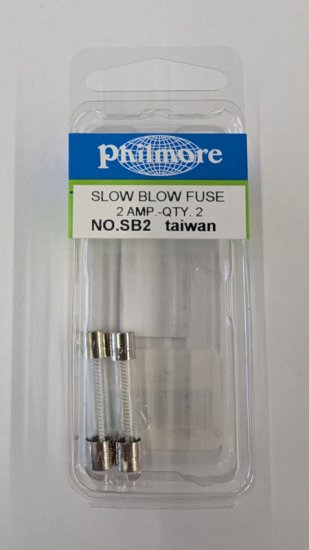 Philmore
SLOW BLOW FUSE
2 AMP.-QTY. 2
NO.SB2 taiwan